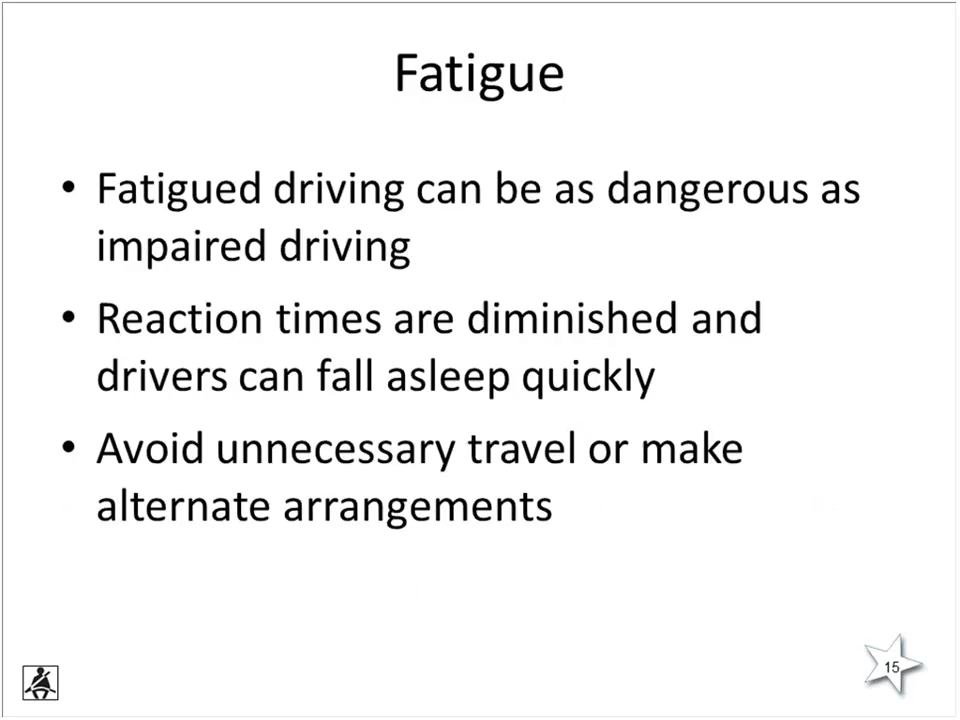 Fatigue
• Fatigued driving can be as dangerous as
impaired driving
• Reaction times are diminished and
drivers can fall asleep quickly
• Avoid unnecessary travel or make
alternate arrangements
15